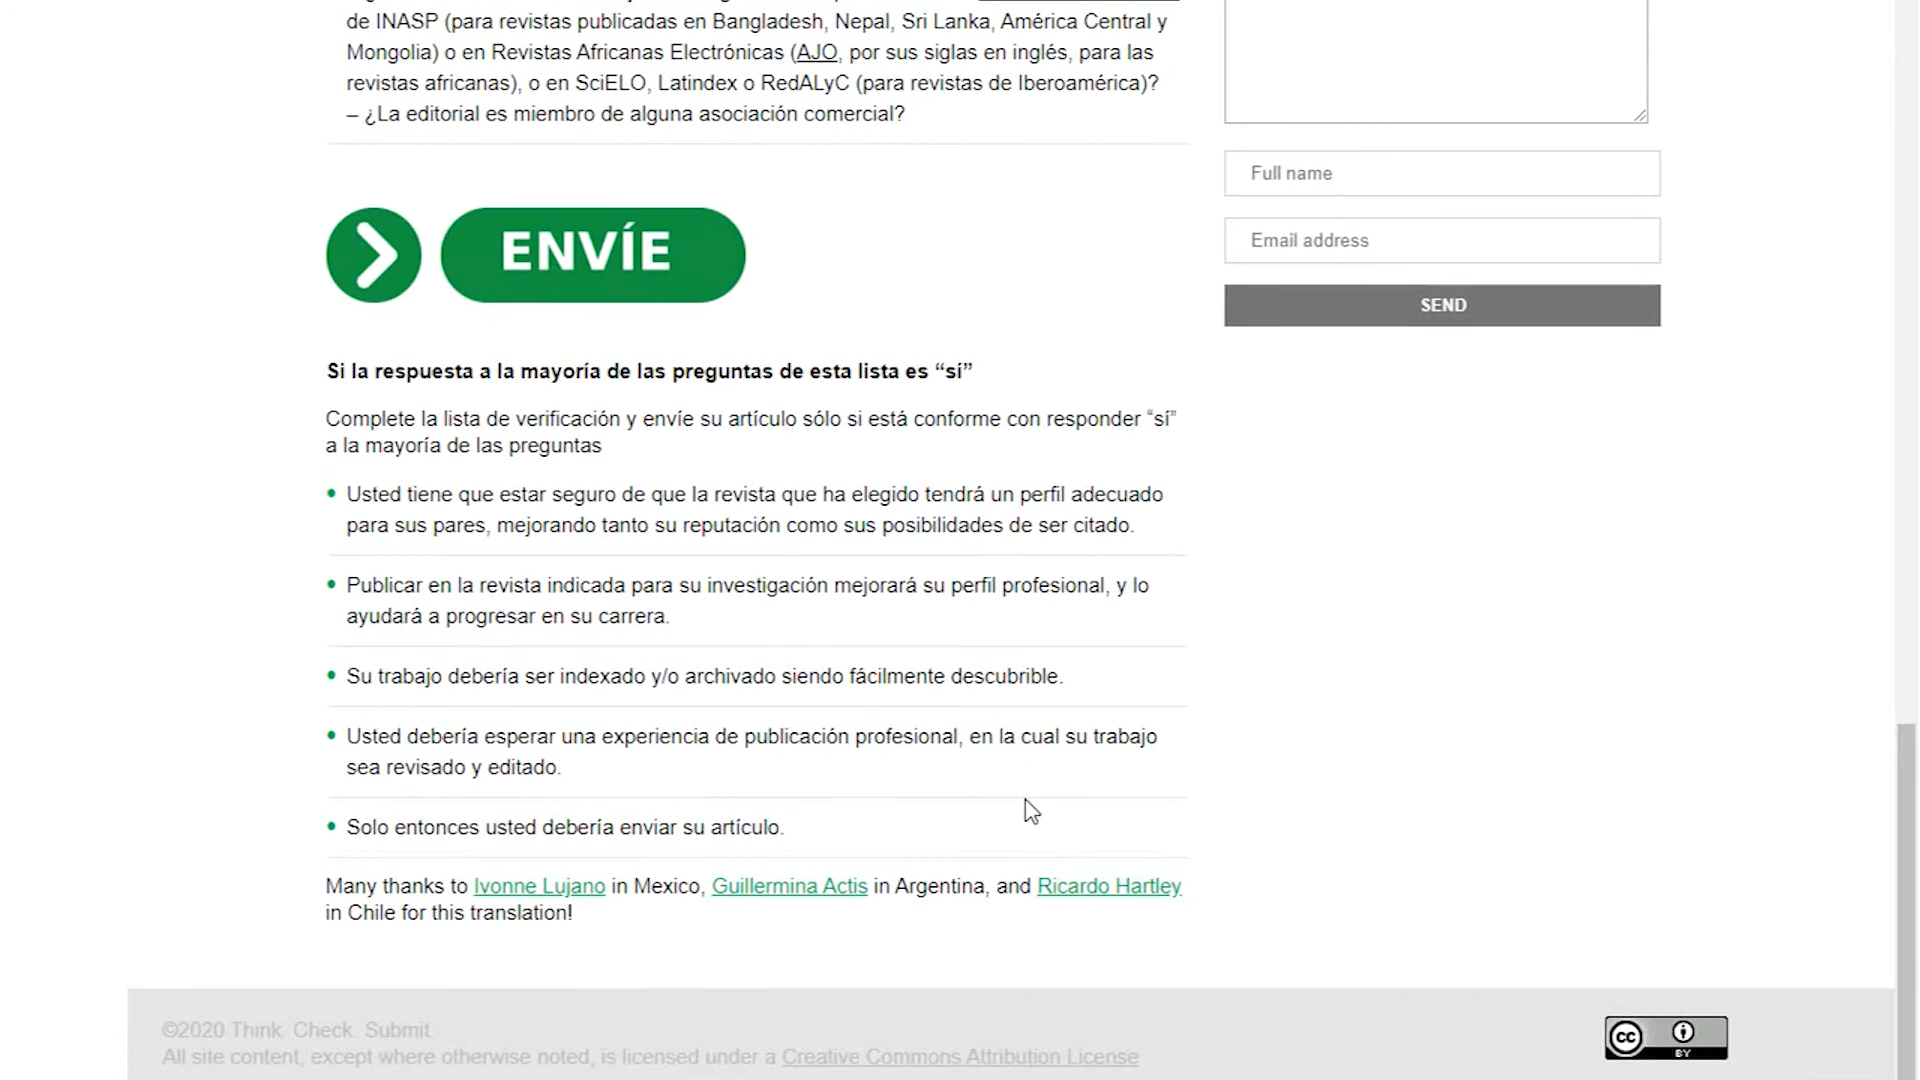 de INASP (para revistas publicadas en Bangladesh, Nepal, Sri Lanka, América Central y
Mongolia) o en Revistas Africanas Electrónicas (AJO, por sus siglas en inglés, para las
revistas africanas), o en SciELO, Latindex o RedALyC (para revistas de Iberoamérica)?
– ¿La editorial es miembro de alguna asociación comercial?
ENVÍE
Si la respuesta a la mayoría de las preguntas de esta lista es “sí”
Complete la lista de verificación y envíe su artículo sólo si está conforme con responder “sí”
a la mayoría de las preguntas
• Usted tiene que estar seguro de que la revista que ha elegido tendrá un perfil adecuado
para sus pares, mejorando tanto su reputación como sus posibilidades de ser citado.
• Publicar en la revista indicada para su investigación mejorará su perfil profesional, y lo
ayudará a progresar en su carrera.
• Su trabajo debería ser indexado y/o archivado siendo fácilmente descubrible.
• Usted debería esperar una experiencia de publicación profesional, en la cual su trabajo
sea revisado y editado.
• Solo entonces usted debería enviar su artículo.
Many thanks to Ivonne Lujano in Mexico, Guillermina Actis in Argentina, and Ricardo Hartley
in Chile for this translation!
Full name
Email address
SEND
©2020 Think. Check. Submit.
All site content, except where otherwise noted, is licensed under a Creative Commons Attribution License
CC
BY